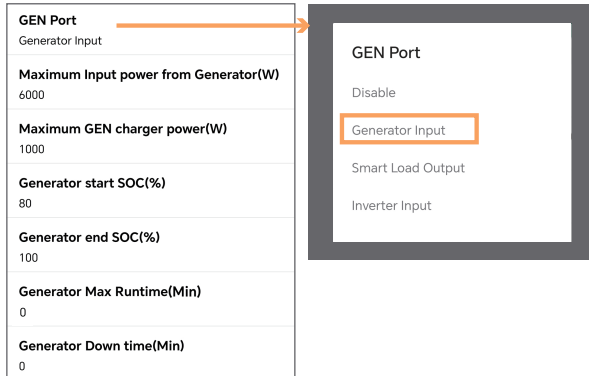 GEN Port
Generator Input
Maximum Input power from Generator(W)
6000
Maximum GEN charger power(W)
1000
Generator start SOC(%)
80
Generator end SOC(%)
100
Generator Max Runtime(Min)
0
Generator Down time(Min)
0
GEN Port
Disable
Generator Input
Smart Load Output
Inverter Input